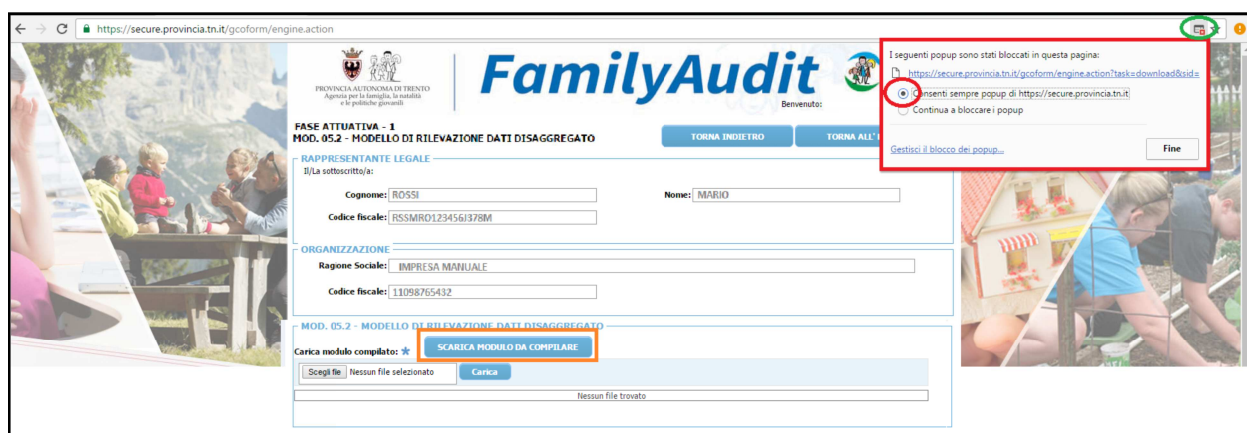 https://secure.provincia.tn.it/gcoform/engine.action
I seguenti popup sono stati bloccati in questa pagina:
https://secure.provincia.tn.it/gcoform/engine.action?task=download&sid=
Consenti sempre popup di https://secure.provincia.tn.it
Continua a bloccare i popup
Gestisci il blocco dei popup...
Fine
PROVINCIA AUTONOMA DI TRENTO
Agenzia per la famiglia, la natalità
e le politiche giovanili
FamilyAudit
Benvenuto:
FASE ATTUATIVA - 1
MOD. 05.2 - MODELLO DI RILEVAZIONE DATI DISAGGREGATO
TORNA INDIETRO
TORNA ALL'
RAPPRESENTANTE LEGALE
Il/La sottoscritto/a:
Cognome: ROSSI
Nome: MARIO
Codice fiscale: RSSMRO123456J378M
ORGANIZZAZIONE
Ragione Sociale: IMPRESA MANUALE
Codice fiscale: 11098765432
MOD. 05.2 - MODELLO DI RILEVAZIONE DATI DISAGGREGATO
Carica modulo compilato: * SCARICA MODULO DA COMPILARE
Scegli file Nessun file selezionato Carica
Nessun file trovato